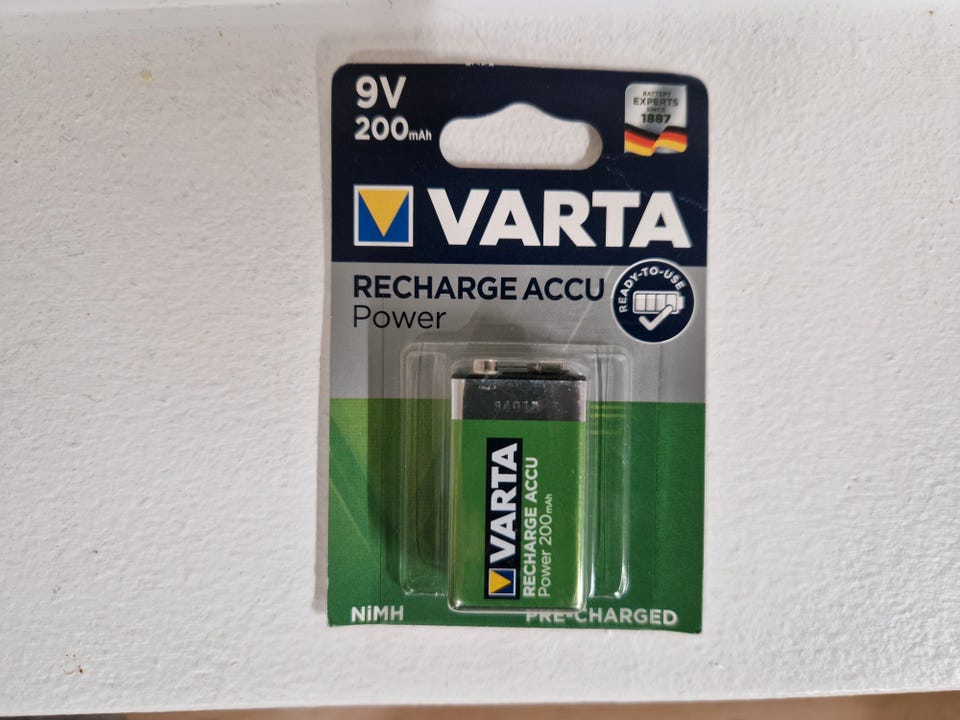 9V
200mAh
BATTERY
EXPERTS
SINCE
1887
VARTA
RECHARGE ACCU
Power
READY-TO-USE
VARTA
RECHARGE ACCU
Power 200mAh
NiMH
PRE-CHARGED